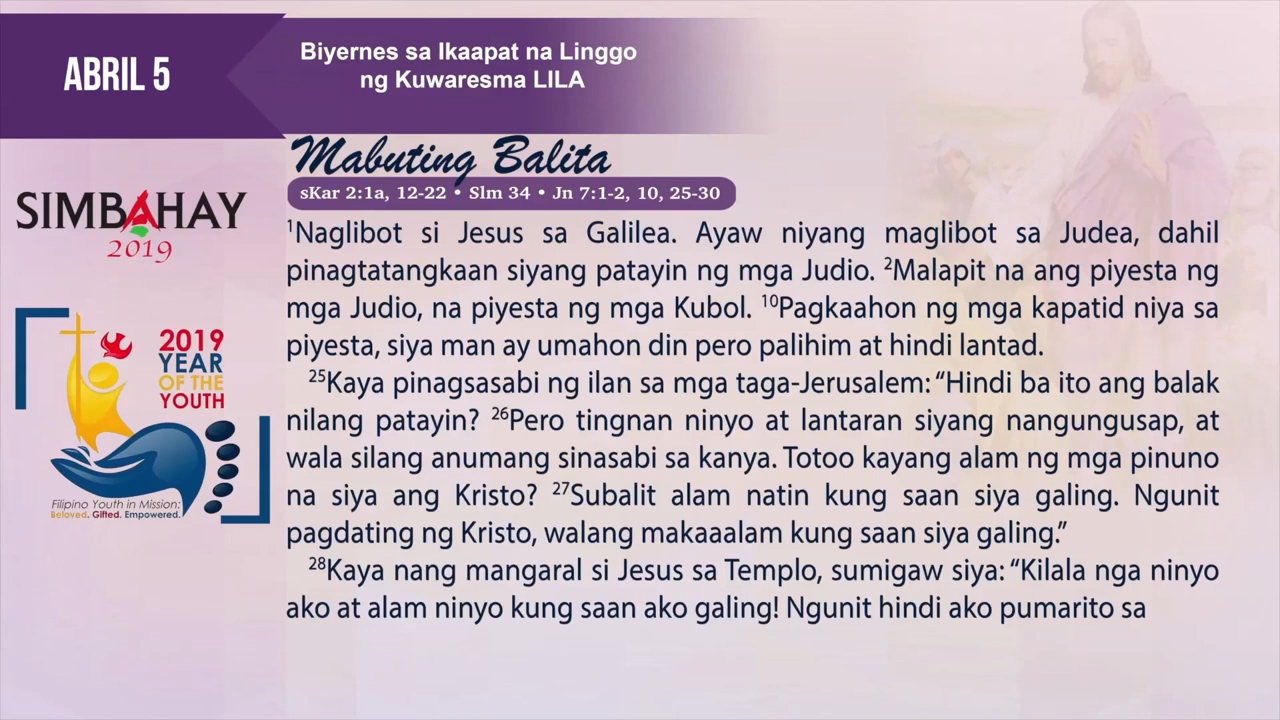 ABRIL 5
Biyernes sa Ikaapat na Linggo
ng Kuwaresma LILA
Mabuting Balita
sKar 2:1a, 12-22 • Slm 34 • Jn 7:1-2, 10, 25-30
SIMBAHAY
2019
2019
YEAR
OF THE
YOUTH
Filipino Youth in Mission:
Beloved. Gifted. Empowered.
¹Naglibot si Jesus sa Galilea. Ayaw niyang maglibot sa Judea, dahil
pinagtatangkaan siyang patayin ng mga Judio. ²Malapit na ang piyesta ng
mga Judio, na piyesta ng mga Kubol. ¹⁰Pagkaahon ng mga kapatid niya sa
piyesta, siya man ay umahon din pero palihim at hindi lantad.
²⁵Kaya pinagsasabi ng ilan sa mga taga-Jerusalem: “Hindi ba ito ang balak
nilang patayin? ²⁶Pero tingnan ninyo at lantaran siyang nangungusap, at
wala silang anumang sinasabi sa kanya. Totoo kayang alam ng mga pinuno
na siya ang Kristo? ²⁷Subalit alam natin kung saan siya galing. Ngunit
pagdating ng Kristo, walang makaaalam kung saan siya galing.”
²⁸Kaya nang mangaral si Jesus sa Templo, sumigaw siya: “Kilala nga ninyo
ako at alam ninyo kung saan ako galing! Ngunit hindi ako pumarito sa